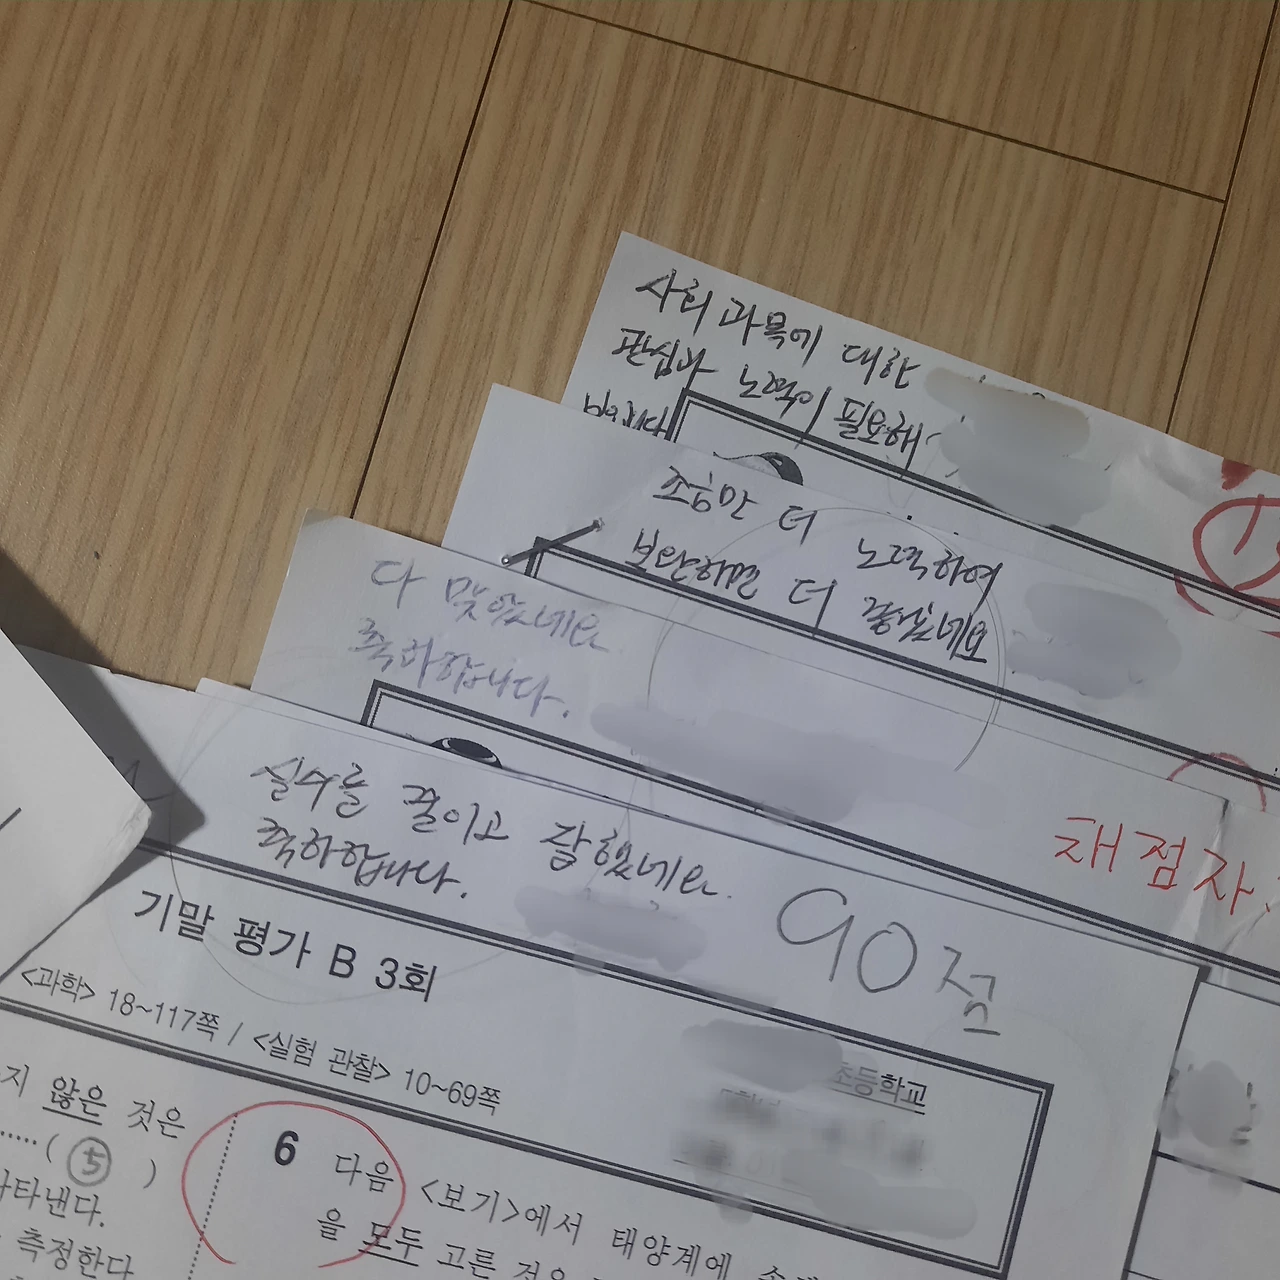 사회 과목에 대한
관심과 노력이 필요해
보입니다
조금만 더 노력하여
보탄하면 더 좋겠네요
다 맞았네요
축하합니다.
채점자:
실수를 줄이고 잘했네요.
축하합니다.
90점
기말 평가 B 3회
<과학> 18~117쪽 / <실험 관찰> 10~69쪽
초등학교
지 않은 것은
( 5 )
타낸다.
측정한다
6 다음 <보기>에서 태양계에
을 모두 고른 것은